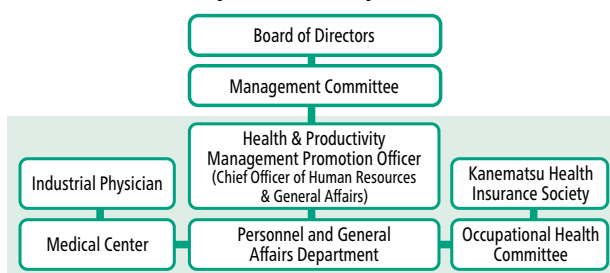 Board of Directors
Management Committee
Health & Productivity
Management Promotion Officer
(Chief Officer of Human Resources
& General Affairs)
Industrial Physician
Kanematsu Health
Insurance Society
Medical Center
Personnel and General
Affairs Department
Occupational Health
Committee